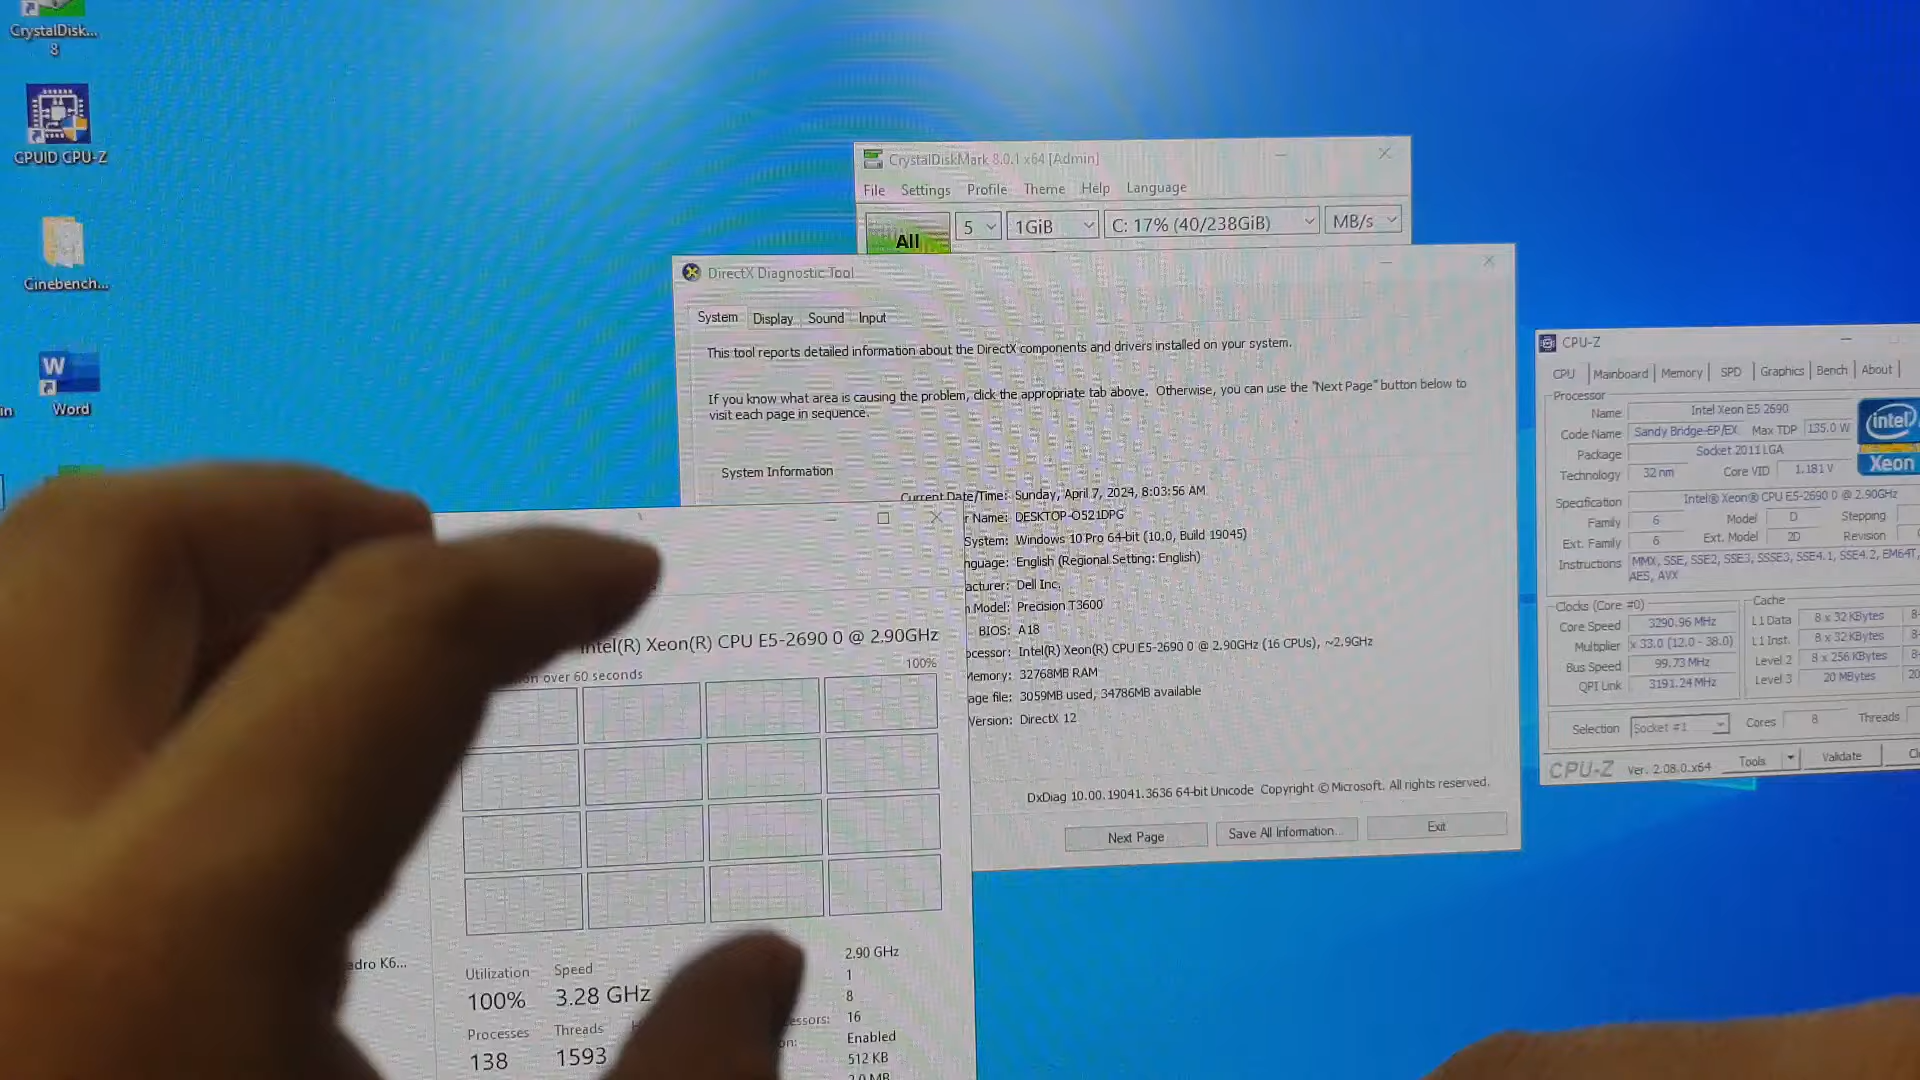 CrystalDisk...
8
CPUID CPU-Z
Cinebench...
W
Word
in
CrystalDiskMark 8.0.1 x64 [Admin]
File Settings Profile Theme Help Language
All 5 1GiB C: 17% (40/238GiB) MB/s
DirectX Diagnostic Tool
System Display Sound Input
This tool reports detailed information about the DirectX components and drivers installed on your system.
If you know what area is causing the problem, click the appropriate tab above. Otherwise, you can use the "Next Page" button below to
visit each page in sequence.
System Information
Current Date/Time: Sunday, April 7, 2024, 8:03:56 AM
r Name: DESKTOP-O521DPG
System: Windows 10 Pro 64-bit (10.0, Build 19045)
nguage: English (Regional Setting: English)
acturer: Dell Inc.
Model: Precision T3600
BIOS: A18
ocessor: Intel(R) Xeon(R) CPU E5-2690 0 @ 2.90GHz (16 CPUs), ~2.9GHz
Memory: 32768MB RAM
age file: 3059MB used, 34786MB available
Version: DirectX 12
DxDiag 10.00.19041.3636 64-bit Unicode Copyright © Microsoft. All rights reserved.
Next Page Save All Information... Exit
Intel(R) Xeon(R) CPU E5-2690 0 @ 2.90GHz
on over 60 seconds 100%
adro K6...
Utilization Speed
100% 3.28 GHz
Processes Threads
138 1593
2.90 GHz
1
8
essors: 16
on: Enabled
512 KB
2.0 MB
CPU-Z
CPU Mainboard Memory SPD Graphics Bench About
Processor
Name Intel Xeon E5 2690
Code Name Sandy Bridge-EP/EX Max TDP 135.0 W
Package Socket 2011 LGA
Technology 32 nm Core VID 1.181 V
intel
Xeon
Specification Intel® Xeon® CPU E5-2690 0 @ 2.90GHz
Family 6 Model D Stepping
Ext. Family 6 Ext. Model 2D Revision
Instructions MMX, SSE, SSE2, SSE3, SSSE3, SSE4.1, SSE4.2, EM64T,
AES, AVX
Clocks (Core #0)
Core Speed 3290.96 MHz
Multiplier x 33.0 (12.0 - 38.0)
Bus Speed 99.73 MHz
QPI Link 3191.24 MHz
Cache
L1 Data 8 x 32 KBytes 8-
L1 Inst. 8 x 32 KBytes 8-
Level 2 8 x 256 KBytes 8-
Level 3 20 MBytes 20
Selection Socket #1 Cores 8 Threads
CPU-Z Ver. 2.08.0.x64 Tools Validate Cl